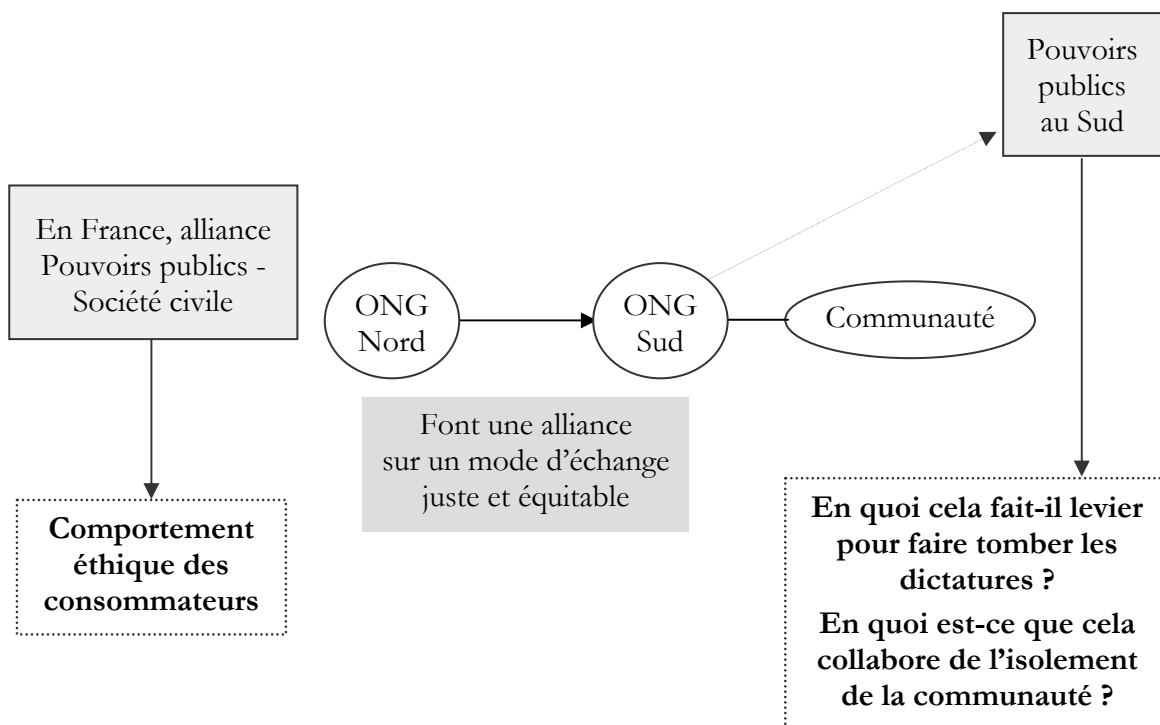 Pouvoirs
publics
au Sud
En France, alliance
Pouvoirs publics -
Société civile
ONG
Nord
ONG
Sud
Communauté
Font une alliance
sur un mode d’échange
juste et équitable
Comportement
éthique des
consommateurs
En quoi cela fait-il levier
pour faire tomber les
dictatures ?
En quoi est-ce que cela
collabore de l’isolement
de la communauté ?